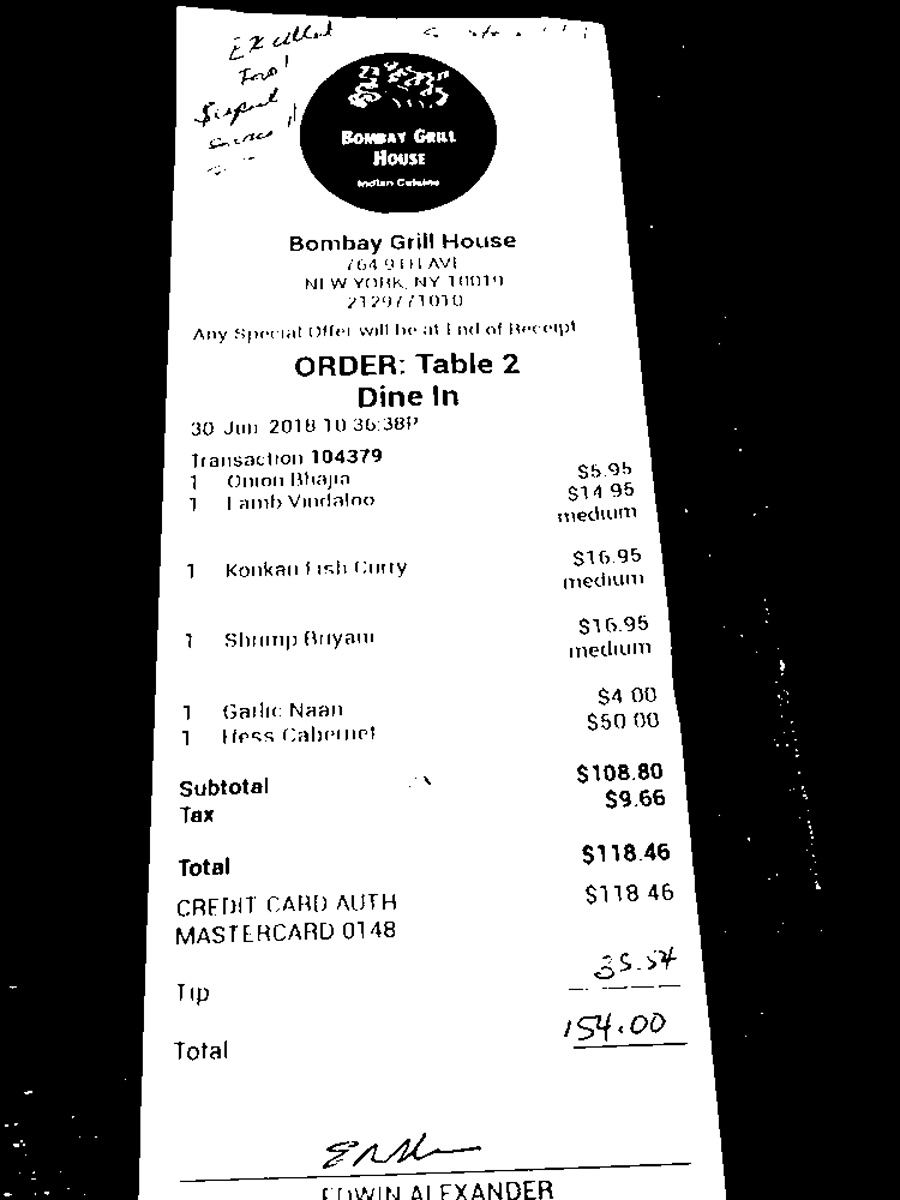 Excellent
Food!
Superb
Service!!
BOMBAY GRILL
HOUSE
Indian Cuisine
Bombay Grill House
764 9TH AVE
NEW YORK, NY 10019
2129771010
Any Special Offer will be at End of Receipt
ORDER: Table 2
Dine In
30 Jun 2018 10:36:38P
Transaction 104379
1 Onion Bhajia $5.95
1 Lamb Vindaloo $14.95
medium
1 Konkan Fish Curry $16.95
medium
1 Shrimp Briyani $16.95
medium
1 Garlic Naan $4.00
1 Hess Cabernet $50.00
Subtotal $108.80
Tax $9.66
Total $118.46
CREDIT CARD AUTH $118.46
MASTERCARD 0148
Tip 35.54
Total 154.00
EDWIN ALEXANDER